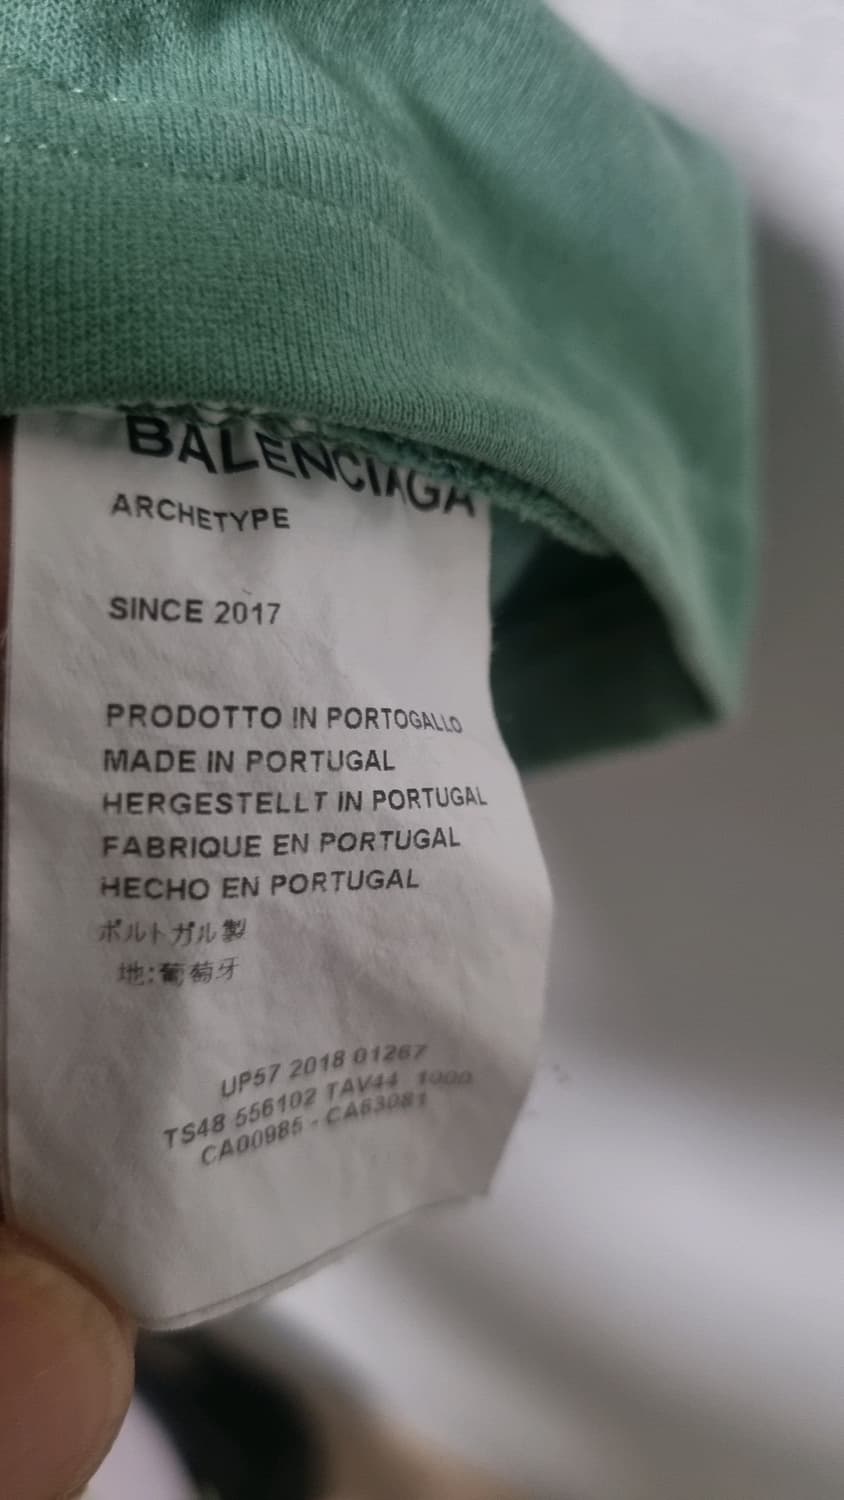 BALENCIAGA
ARCHETYPE
SINCE 2017
PRODOTTO IN PORTOGALLO
MADE IN PORTUGAL
HERGESTELLT IN PORTUGAL
FABRIQUE EN PORTUGAL
HECHO EN PORTUGAL
ポルトガル製
地:葡萄牙
UP57 2018 01267
TS48 556102 TAV44
CA00985 - CA63081